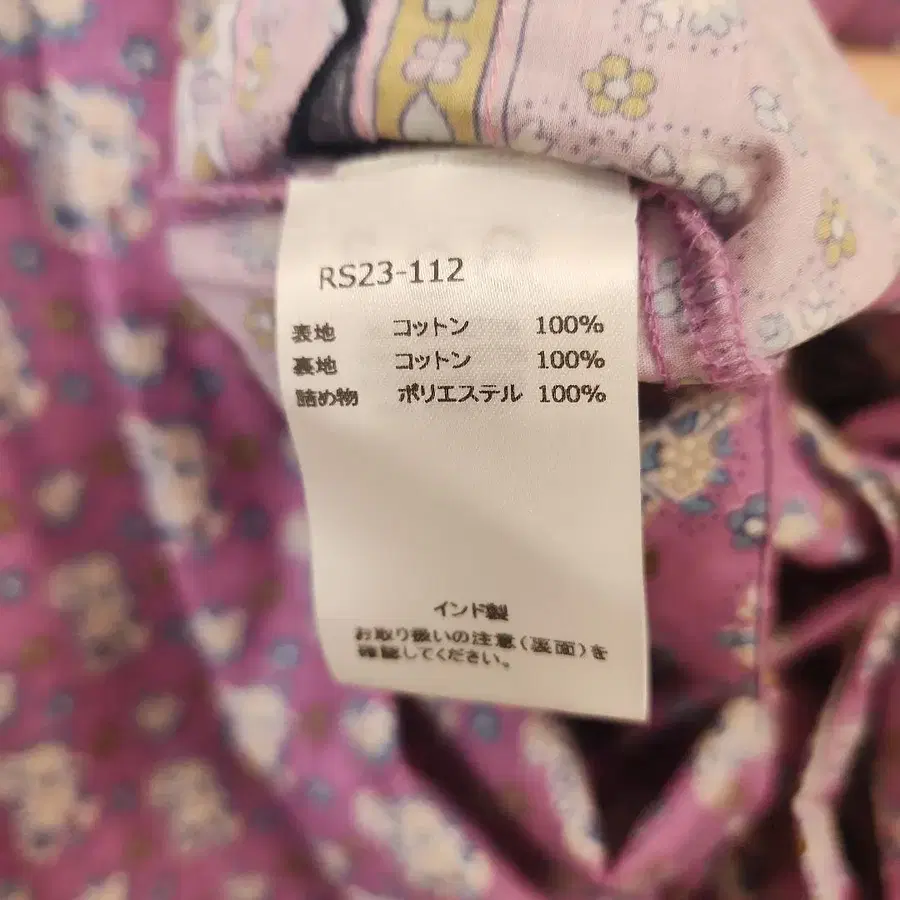 RS23-112
表地 コットン 100%
裏地 コットン 100%
詰め物 ポリエステル 100%
インド製
お取り扱いの注意(裏面)を
確認してください。